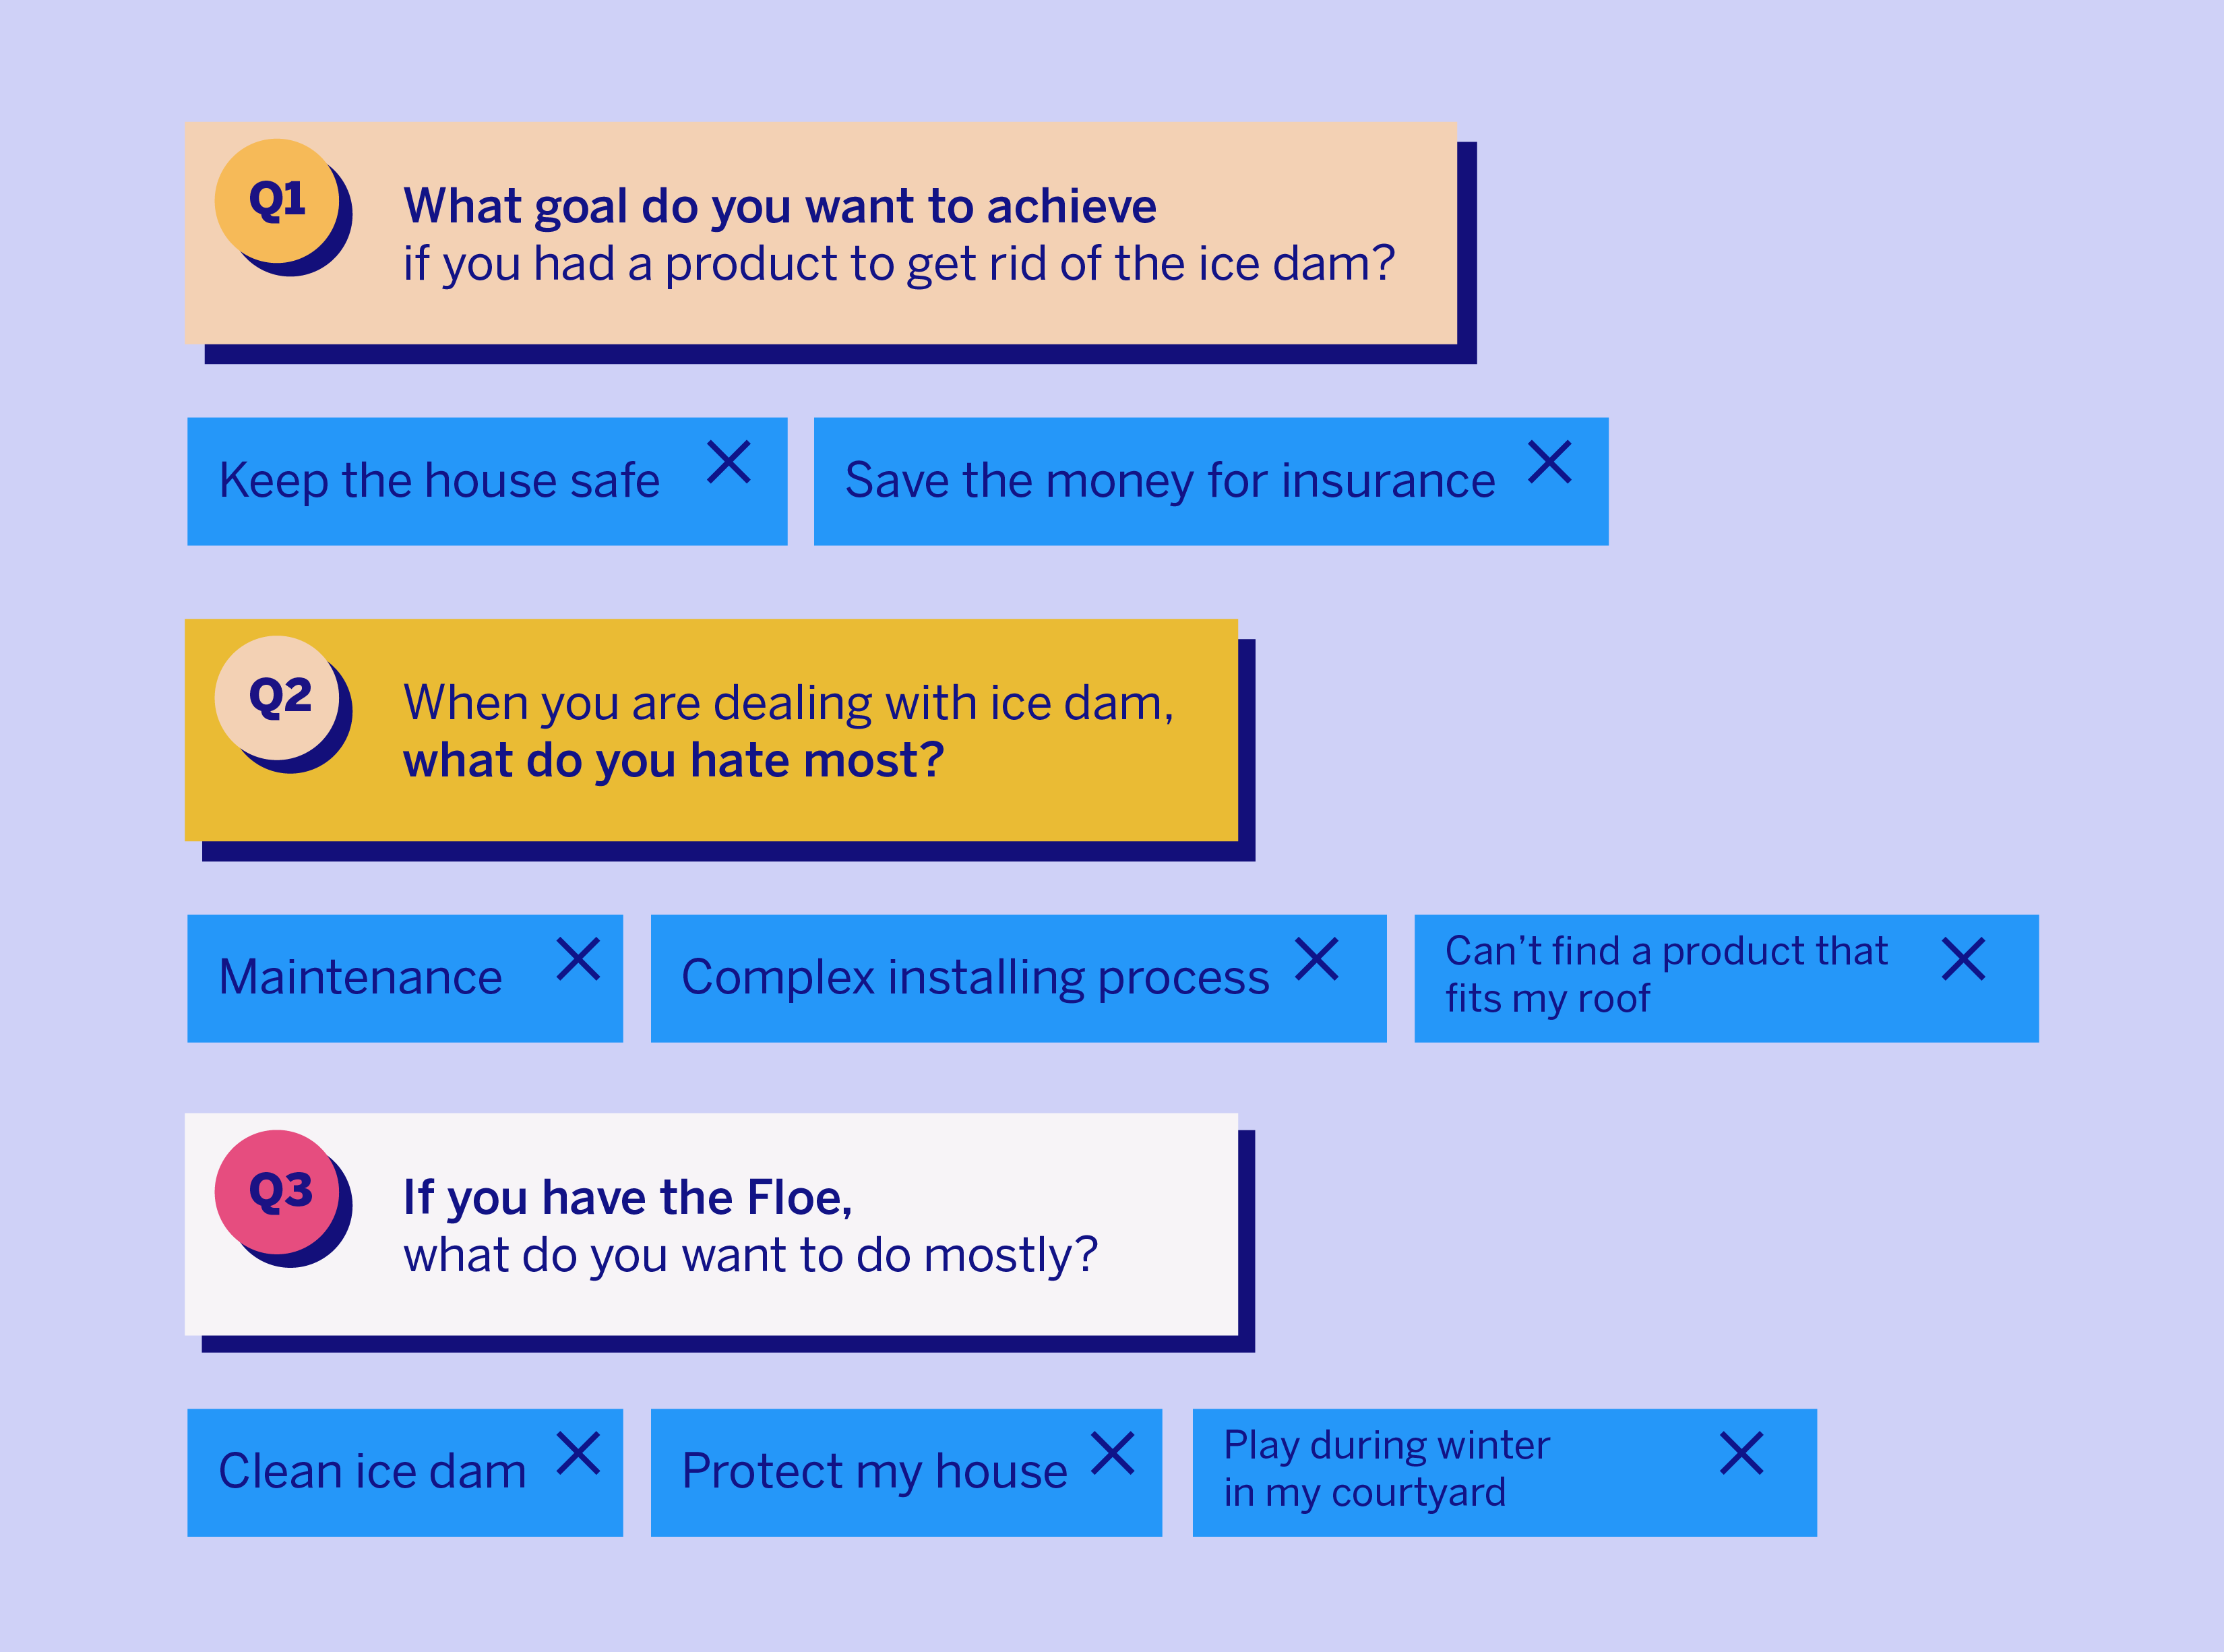 Q1
What goal do you want to achieve
if you had a product to get rid of the ice dam?
Keep the house safe
Save the money for insurance
Q2
When you are dealing with ice dam,
what do you hate most?
Maintenance
Complex installing process
Can't find a product that
fits my roof
Q3
If you have the Floe,
what do you want to do mostly?
Clean ice dam
Protect my house
Play during winter
in my courtyard